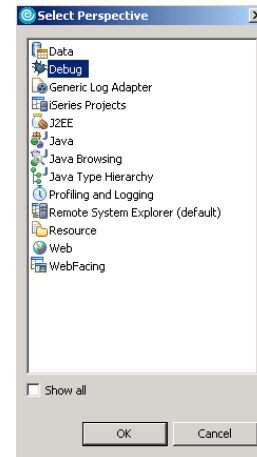 Select Perspective
Data
Debug
Generic Log Adapter
iSeries Projects
J2EE
Java
Java Browsing
Java Type Hierarchy
Profiling and Logging
Remote System Explorer (default)
Resource
Web
WebFacing
Show all
OK Cancel